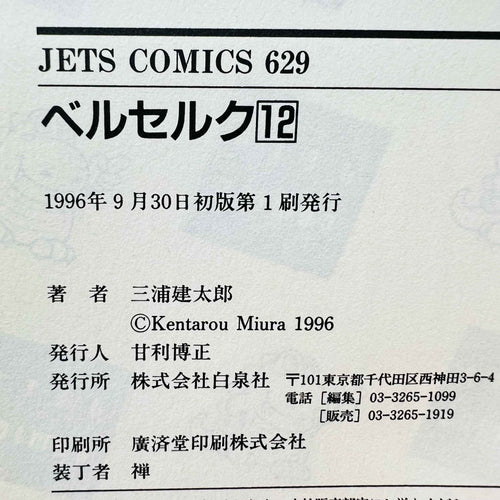 JETS COMICS 629
ベルセルク12
1996年9月30日初版第1刷発行
著者 三浦建太郎
©Kentarou Miura 1996
発行人 甘利博正
発行所 株式会社白泉社 〒101東京都千代田区西神田3-6-4
電話[編集] 03-3265-1099
[販売] 03-3265-1919
印刷所 廣済堂印刷株式会社
装丁者 禅